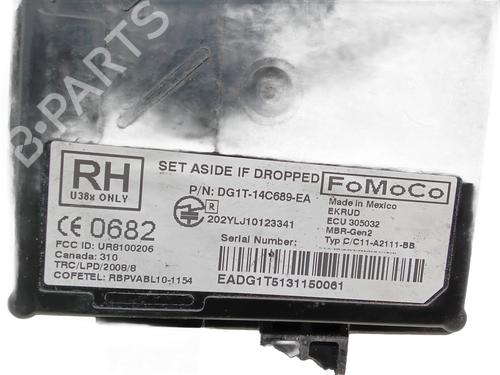 B-PARTS
RH
U38x ONLY
SET ASIDE IF DROPPED
P/N: DG1T-14C689-EA
R
202YLJ10123341
Serial Number:
FoMoCo
Made in Mexico
EKRUD
ECU 305032
MBR-Gen2
Typ C/C11-A2111-BB
CE 0682
FCC ID: UR8100206
Canada: 310
TRC/LPD/2008/8
COFETEL: RBPVABL10-1154
EADG1T5131150061